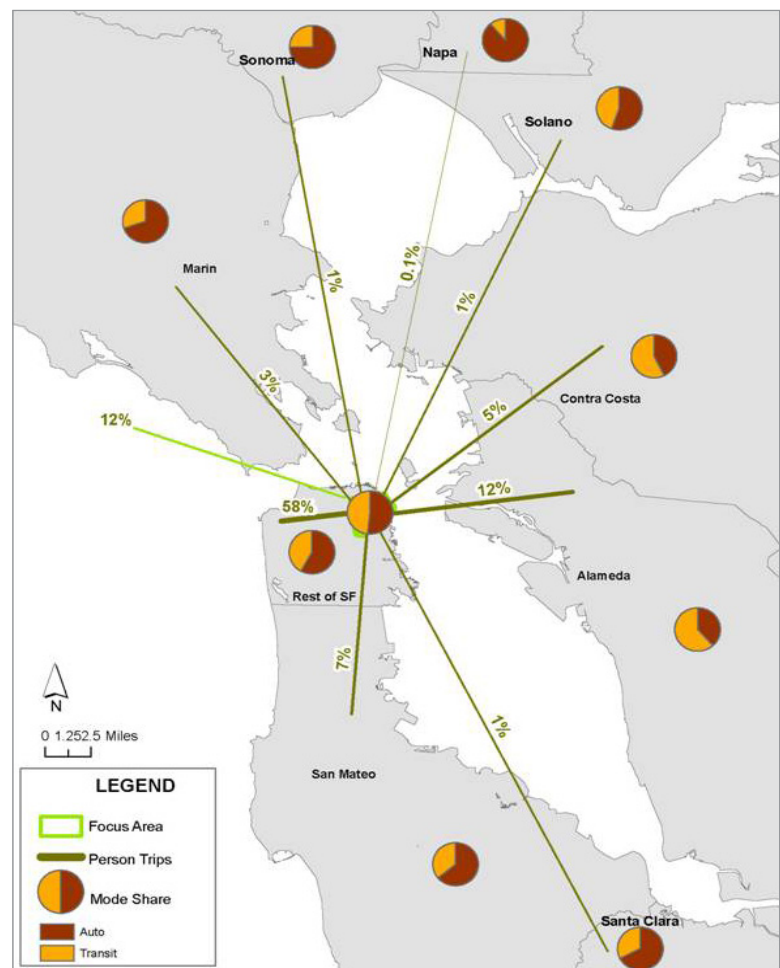 Sonoma
Napa
Solano
Marin
0.1%
1%
1%
3%
Contra Costa
5%
12%
12%
58%
Alameda
Rest of SF
7%
N
0 1.252.5 Miles
1%
San Mateo
LEGEND
Focus Area
Person Trips
Mode Share
Auto
Transit
Santa Clara